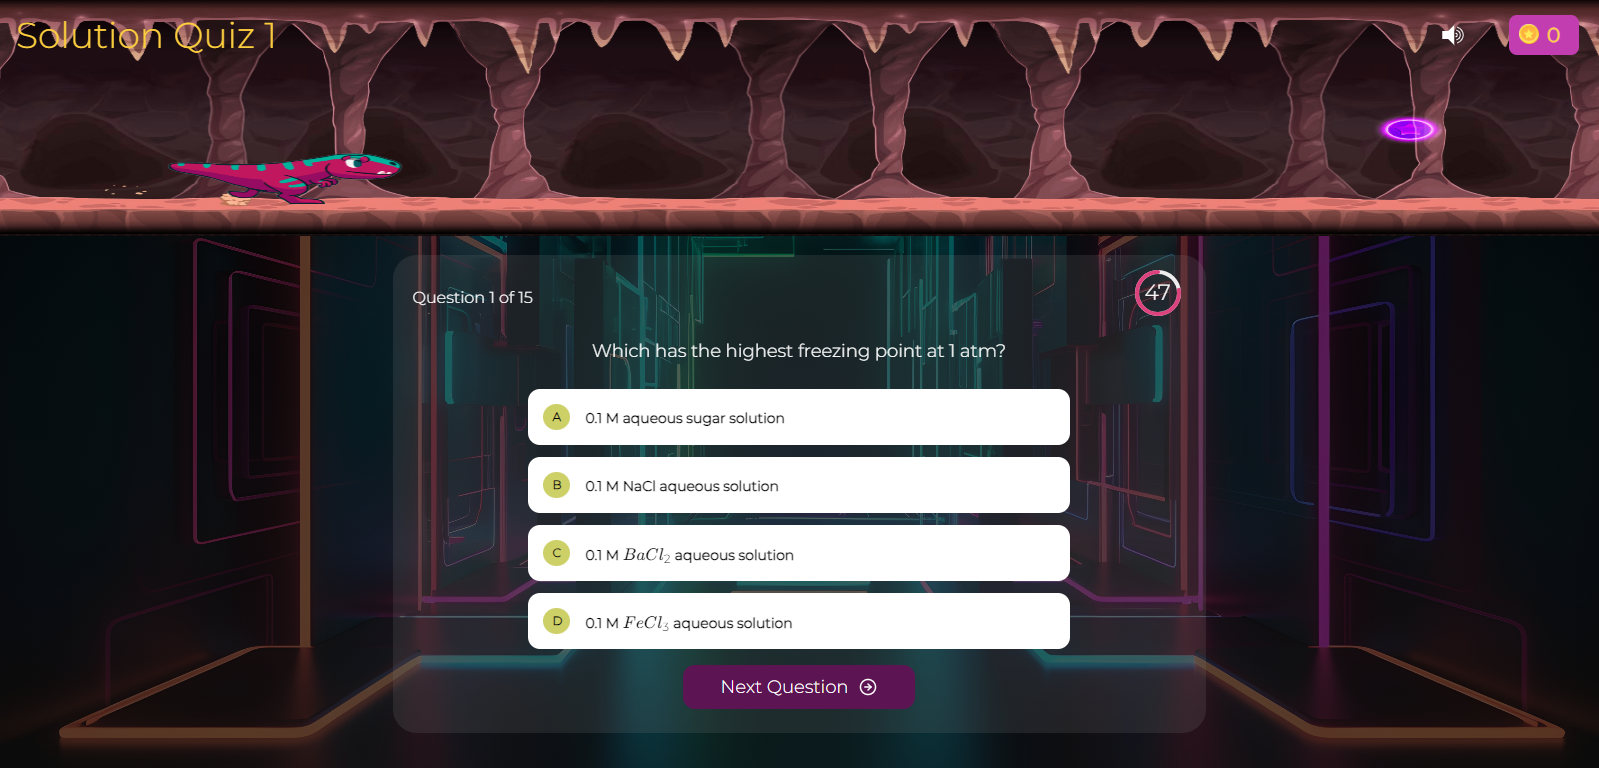 Solution Quiz 1
0
Question 1 of 15
47
Which has the highest freezing point at 1 atm?
A 0.1 M aqueous sugar solution
B 0.1 M NaCl aqueous solution
C 0.1 M BaCl₂ aqueous solution
D 0.1 M FeCl₃ aqueous solution
Next Question